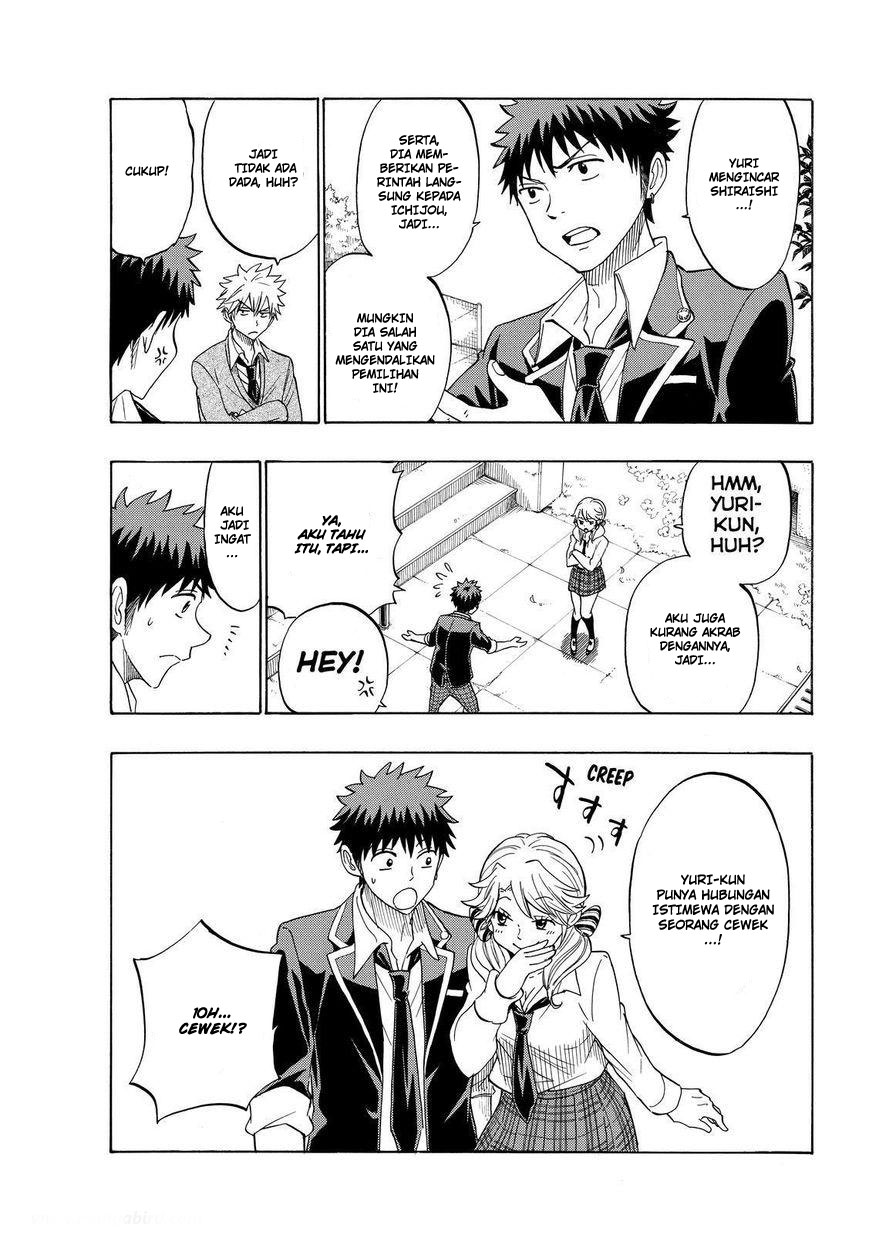 YURI
MENGINCAR
SHIRAISHI
...!
SERTA,
DIA MEM-
BERIKAN PE-
RINTAH LANG-
SUNG KEPADA
ICHIJOU,
JADI...
MUNGKIN
DIA SALAH
SATU YANG
MENGENDALIKAN
PEMILIHAN
INI!
JADI
TIDAK ADA
DADA, HUH?
CUKUP!
HMM,
YURI-
KUN,
HUH?
AKU JUGA
KURANG AKRAB
DENGANNYA,
JADI...
YA,
AKU TAHU
ITU, TAPI...
HEY!
AKU
JADI
INGAT
...
CREEP
す す す
YURI-KUN
PUNYA HUBUNGAN
ISTIMEWA DENGAN
SEORANG CEWEK
...!
1OH...
CEWEK!?